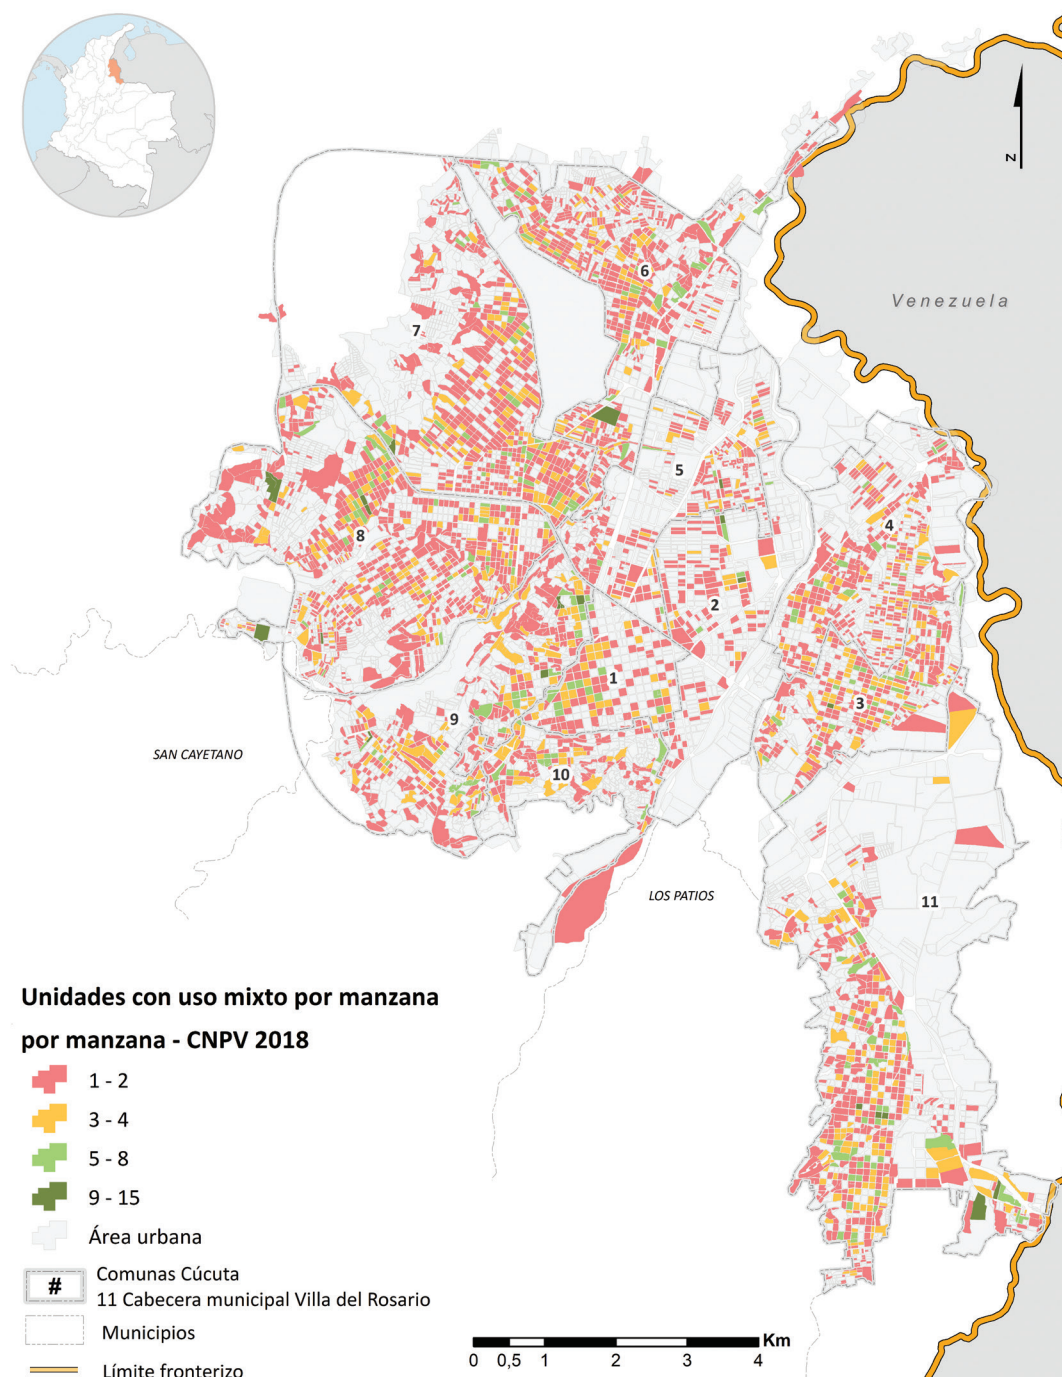 N
Venezuela
6
7
5
4
8
2
1
3
9
SAN CAYETANO
10
LOS PATIOS
11
Unidades con uso mixto por manzana
por manzana - CNPV 2018
1 - 2
3 - 4
5 - 8
9 - 15
Área urbana
# Comunas Cúcuta
11 Cabecera municipal Villa del Rosario
Municipios
Límite fronterizo
Km
0 0,5 1 2 3 4